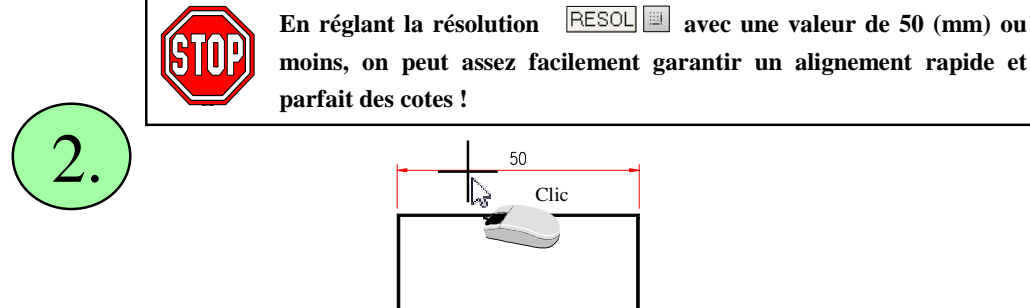 STOP
En réglant la résolution RESOL avec une valeur de 50 (mm) ou
moins, on peut assez facilement garantir un alignement rapide et
parfait des cotes !
2.
50
Clic